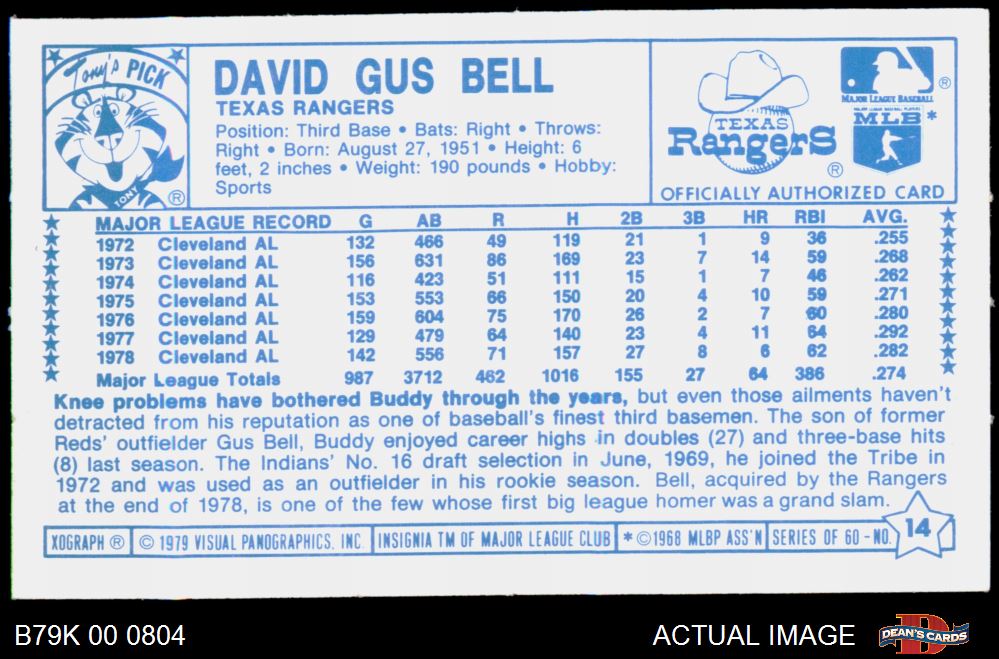 Tony's PICK
TONY
®
DAVID GUS BELL
TEXAS RANGERS
Position: Third Base • Bats: Right • Throws:
Right • Born: August 27, 1951 • Height: 6
feet, 2 inches • Weight: 190 pounds • Hobby:
Sports
TEXAS
RangerS
®
MAJOR LEAGUE BASEBALL
®
MAJOR LEAGUE BASEBALL PLAYERS
MLB *
OFFICIALLY AUTHORIZED CARD
MAJOR LEAGUE RECORD G AB R H 2B 3B HR RBI AVG.
1972 Cleveland AL 132 466 49 119 21 1 9 36 .255
1973 Cleveland AL 156 631 86 169 23 7 14 59 .268
1974 Cleveland AL 116 423 51 111 15 1 7 46 .262
1975 Cleveland AL 153 553 66 150 20 4 10 59 .271
1976 Cleveland AL 159 604 75 170 26 2 7 60 .280
1977 Cleveland AL 129 479 64 140 23 4 11 64 .292
1978 Cleveland AL 142 556 71 157 27 8 6 62 .282
Major League Totals 987 3712 462 1016 155 27 64 386 .274
Knee problems have bothered Buddy through the years, but even those ailments haven't
detracted from his reputation as one of baseball's finest third basemen. The son of former
Reds' outfielder Gus Bell, Buddy enjoyed career highs in doubles (27) and three-base hits
(8) last season. The Indians' No. 16 draft selection in June, 1969, he joined the Tribe in
1972 and was used as an outfielder in his rookie season. Bell, acquired by the Rangers
at the end of 1978, is one of the few whose first big league homer was a grand slam.
XOGRAPH ® © 1979 VISUAL PANOGRAPHICS, INC. INSIGNIA TM OF MAJOR LEAGUE CLUB * © 1968 MLBP ASS'N SERIES OF 60 - NO. 14
B79K 00 0804
ACTUAL IMAGE
DEAN'S CARDS